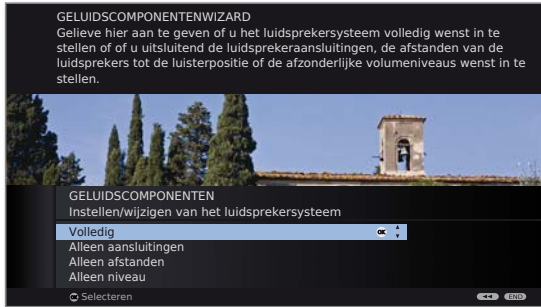 GELUIDSCOMPONENTENWIZARD
Gelieve hier aan te geven of u het luidsprekersysteem volledig wenst in te
stellen of of u uitsluitend de luidsprekeraansluitingen, de afstanden van de
luidsprekers tot de luisterpositie of de afzonderlijke volumeniveaus wenst in te
stellen.
GELUIDSCOMPONENTEN
Instellen/wijzigen van het luidsprekersysteem
Volledig OK
Alleen aansluitingen
Alleen afstanden
Alleen niveau
OK Selecteren END